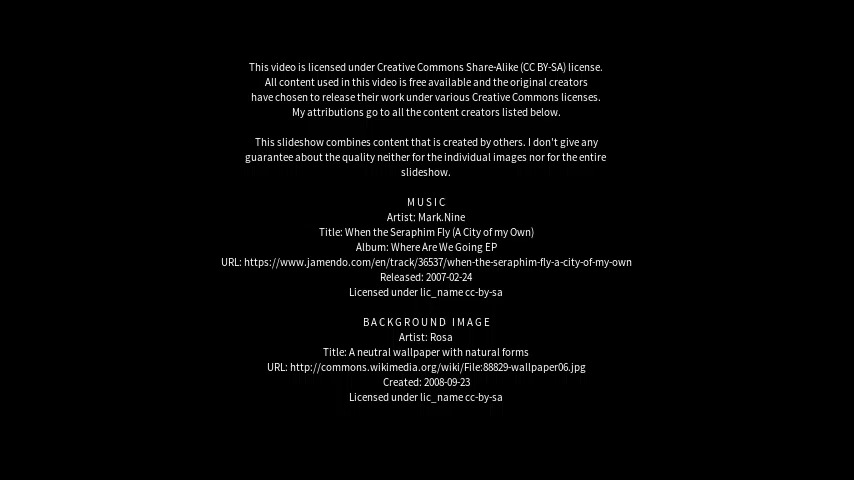 This video is licensed under Creative Commons Share-Alike (CC BY-SA) license.
All content used in this video is free available and the original creators
have chosen to release their work under various Creative Commons licenses.
My attributions go to all the content creators listed below.
This slideshow combines content that is created by others. I don't give any
guarantee about the quality neither for the individual images nor for the entire
slideshow.
MUSIC
Artist: Mark.Nine
Title: When the Seraphim Fly (A City of my Own)
Album: Where Are We Going EP
URL: https://www.jamendo.com/en/track/36537/when-the-seraphim-fly-a-city-of-my-own
Released: 2007-02-24
Licensed under lic_name cc-by-sa
BACKGROUND IMAGE
Artist: Rosa
Title: A neutral wallpaper with natural forms
URL: http://commons.wikimedia.org/wiki/File:88829-wallpaper06.jpg
Created: 2008-09-23
Licensed under lic_name cc-by-sa